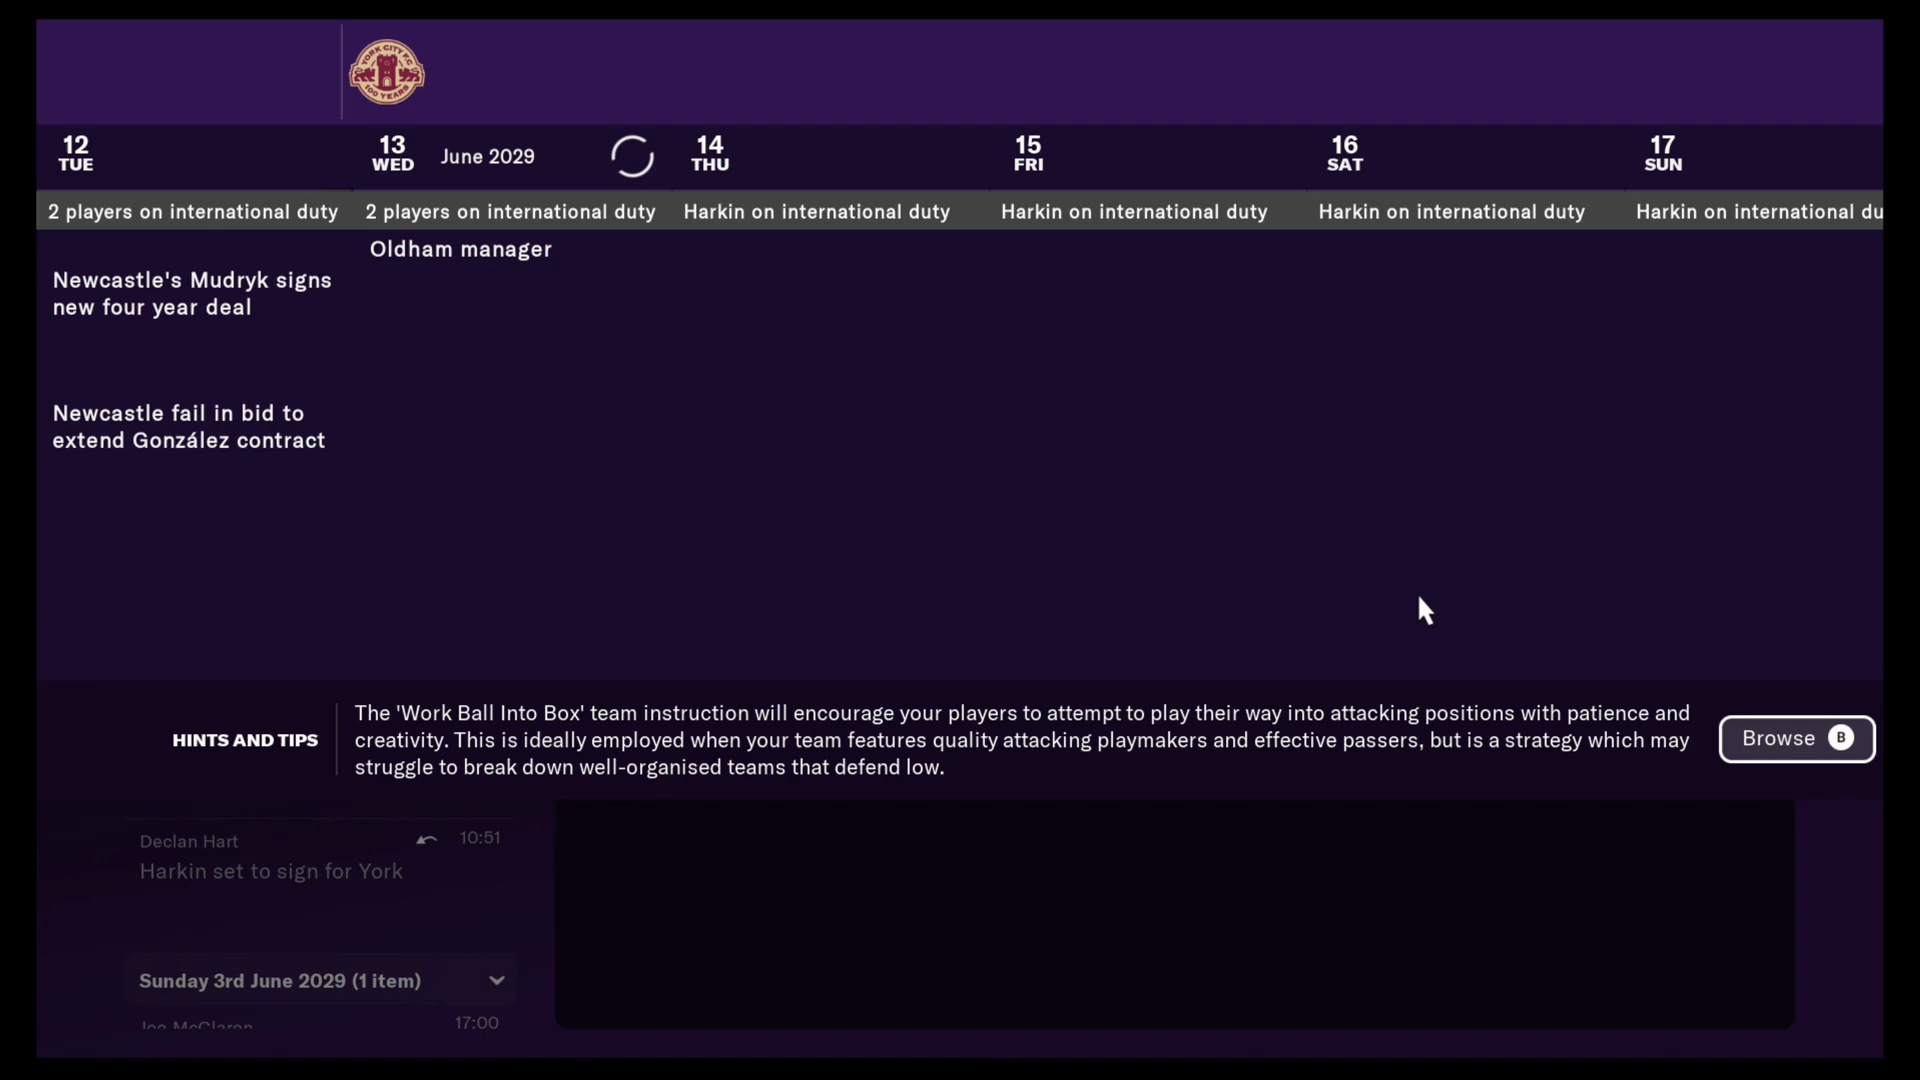 YORK CITY F.C.
100 YEARS
12
TUE
13
WED
June 2029
14
THU
15
FRI
16
SAT
17
SUN
2 players on international duty
2 players on international duty
Harkin on international duty
Harkin on international duty
Harkin on international duty
Harkin on international du
Oldham manager
Newcastle's Mudryk signs
new four year deal
Newcastle fail in bid to
extend González contract
HINTS AND TIPS
The 'Work Ball Into Box' team instruction will encourage your players to attempt to play their way into attacking positions with patience and
creativity. This is ideally employed when your team features quality attacking playmakers and effective passers, but is a strategy which may
struggle to break down well-organised teams that defend low.
Browse B
Declan Hart
10:51
Harkin set to sign for York
Sunday 3rd June 2029 (1 item)
Joe McClaron
17:00